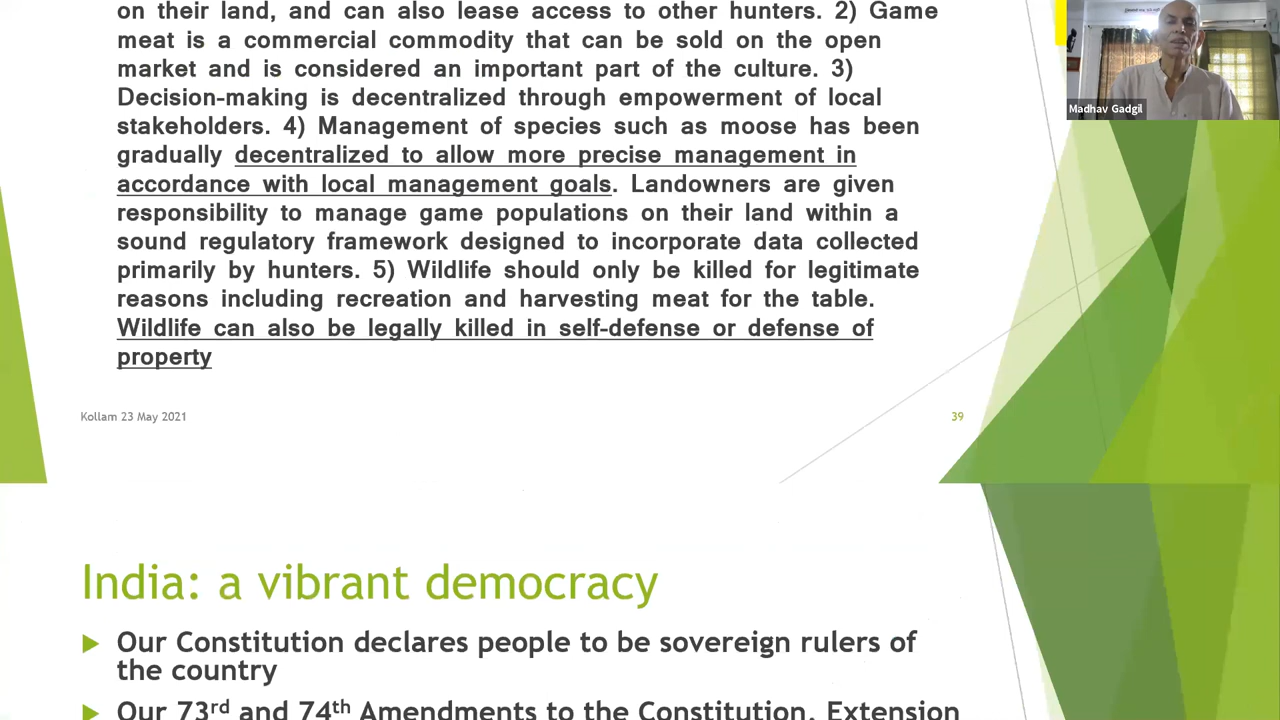 on their land, and can also lease access to other hunters. 2) Game
meat is a commercial commodity that can be sold on the open
market and is considered an important part of the culture. 3)
Decision-making is decentralized through empowerment of local
stakeholders. 4) Management of species such as moose has been
gradually decentralized to allow more precise management in
accordance with local management goals. Landowners are given
responsibility to manage game populations on their land within a
sound regulatory framework designed to incorporate data collected
primarily by hunters. 5) Wildlife should only be killed for legitimate
reasons including recreation and harvesting meat for the table.
Wildlife can also be legally killed in self-defense or defense of
property
Madhav Gadgil
Kollam 23 May 2021
39
India: a vibrant democracy
Our Constitution declares people to be sovereign rulers of
the country
Our 73rd and 74th Amendments to the Constitution, Extension